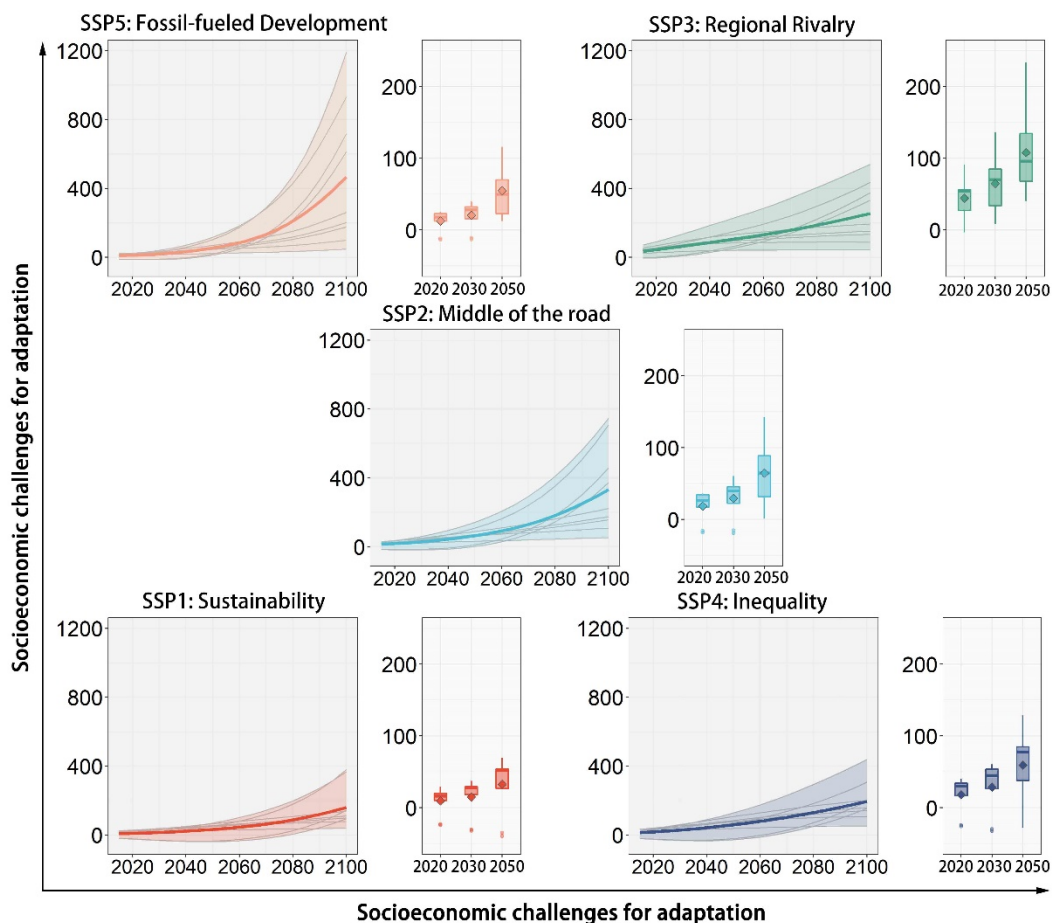 SSP5: Fossil-fueled Development
1200
800
400
0
2020 2040 2060 2080 2100
200
100
0
2020 2030 2050
SSP3: Regional Rivalry
1200
800
400
0
2020 2040 2060 2080 2100
200
100
0
2020 2030 2050
SSP2: Middle of the road
1200
800
400
0
2020 2040 2060 2080 2100
200
100
0
2020 2030 2050
SSP1: Sustainability
1200
800
400
0
2020 2040 2060 2080 2100
200
100
0
2020 2030 2050
SSP4: Inequality
1200
800
400
0
2020 2040 2060 2080 2100
200
100
0
2020 2030 2050
Socioeconomic challenges for adaptation
Socioeconomic challenges for adaptation